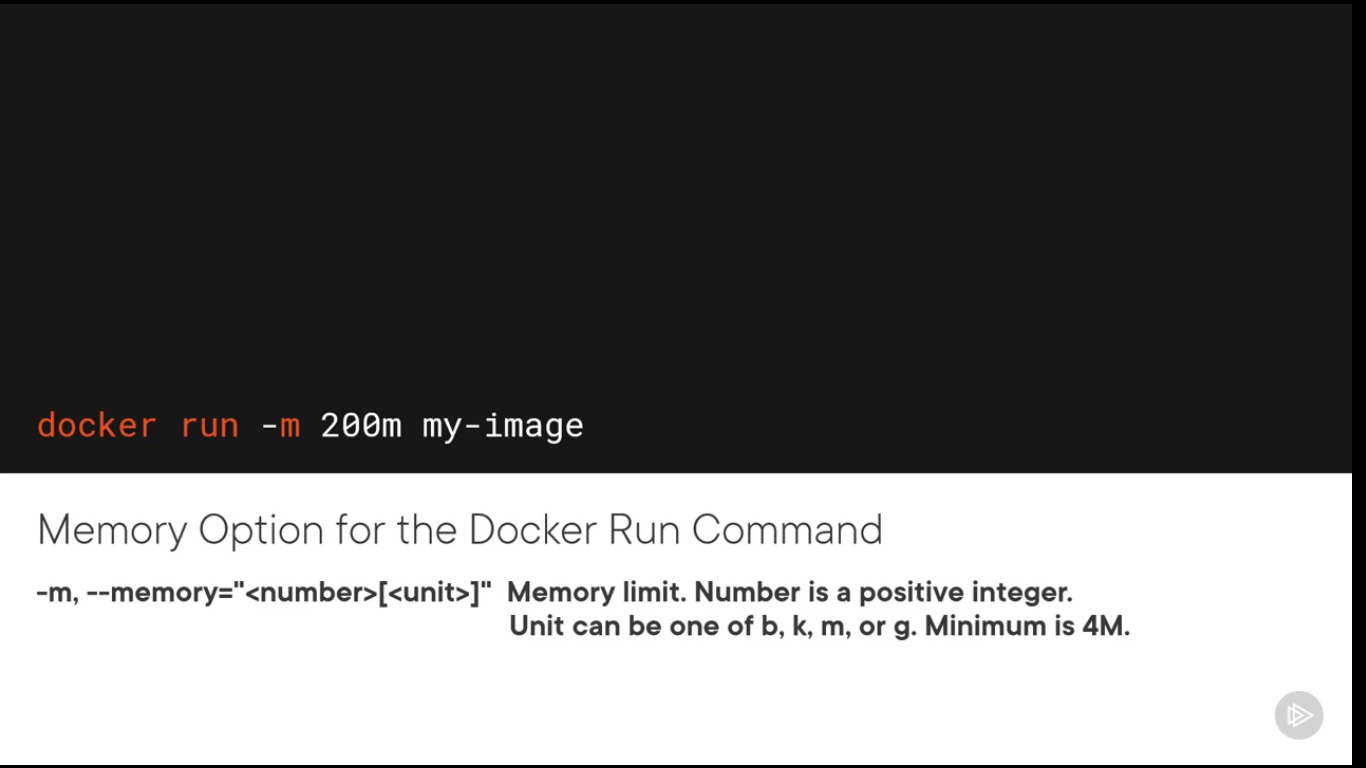 docker run -m 200m my-image
Memory Option for the Docker Run Command
-m, --memory="<number>[<unit>]" Memory limit. Number is a positive integer.
Unit can be one of b, k, m, or g. Minimum is 4M.